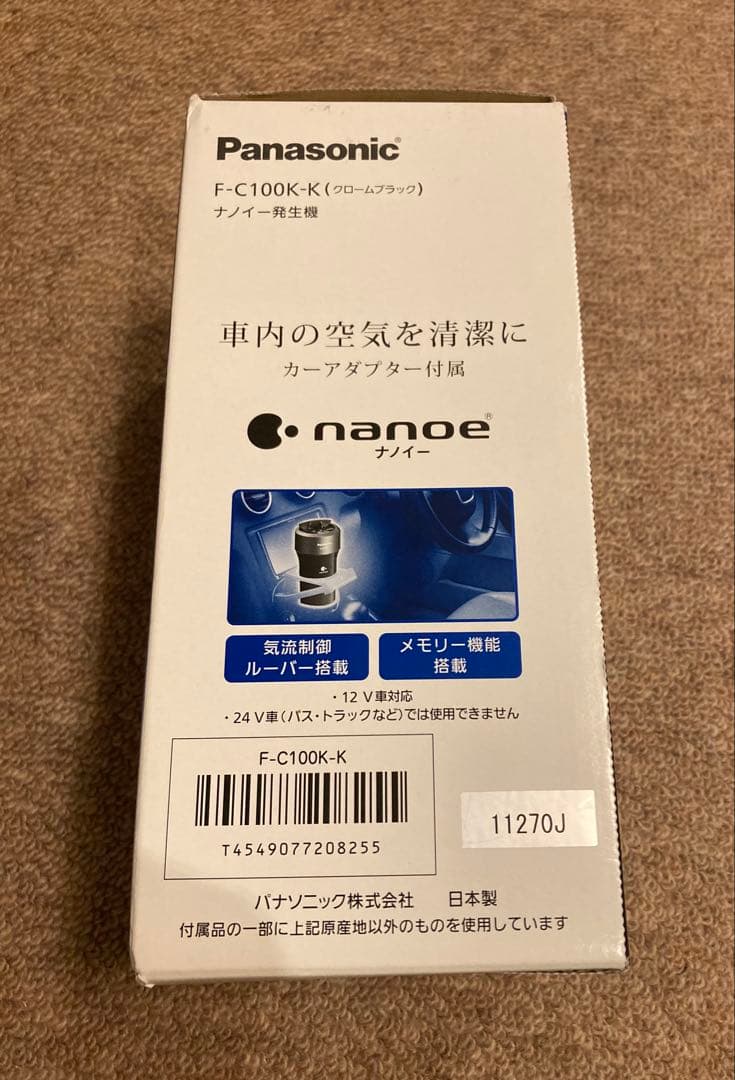 Panasonic®
F-C100K-K(クロームブラック)
ナノイー発生機
車内の空気を清潔に
カーアダプター付属
nanoe®
ナノイー
気流制御
ルーバー搭載
メモリー機能
搭載
・12 V車対応
・24 V車(バス・トラックなど)では使用できません
F-C100K-K
T4549077208255
11270J
パナソニック株式会社 日本製
付属品の一部に上記原産地以外のものを使用しています